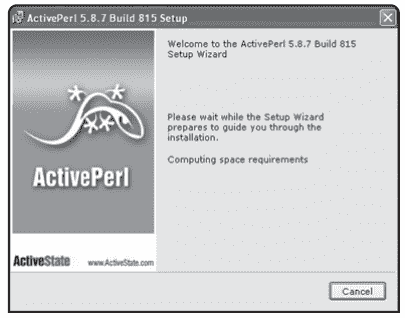 ActivePerl 5.8.7 Build 815 Setup
Welcome to the ActivePerl 5.8.7 Build 815
Setup Wizard
Please wait while the Setup Wizard
prepares to guide you through the
installation.
Computing space requirements
ActivePerl
ActiveState www.ActiveState.com
Cancel